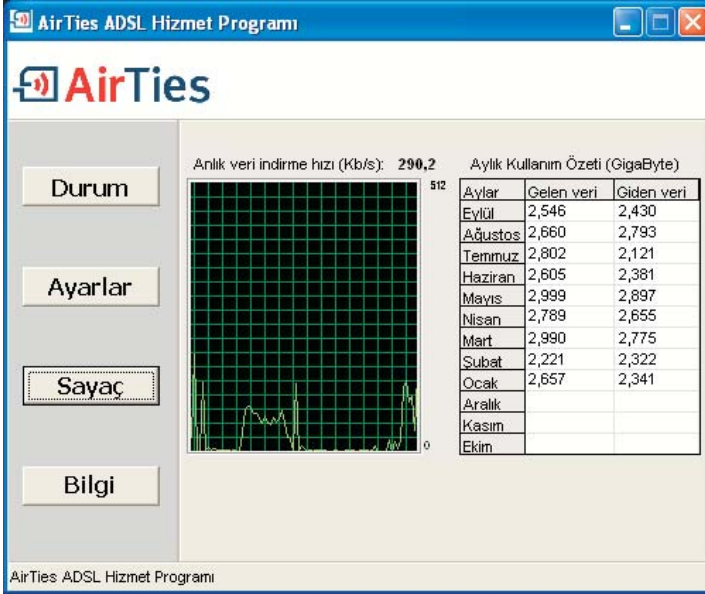 AirTies ADSL Hizmet Programı
AirTies
Durum
Ayarlar
Sayaç
Bilgi
Anlık veri indirme hızı (Kb/s): 290,2
512
0
Aylık Kullanım Özeti (GigaByte)
Aylar Gelen veri Giden veri
Eylül 2,546 2,430
Ağustos 2,660 2,793
Temmuz 2,802 2,121
Haziran 2,605 2,381
Mayıs 2,999 2,897
Nisan 2,789 2,655
Mart 2,990 2,775
Şubat 2,221 2,322
Ocak 2,657 2,341
Aralık
Kasım
Ekim
AirTies ADSL Hizmet Programı